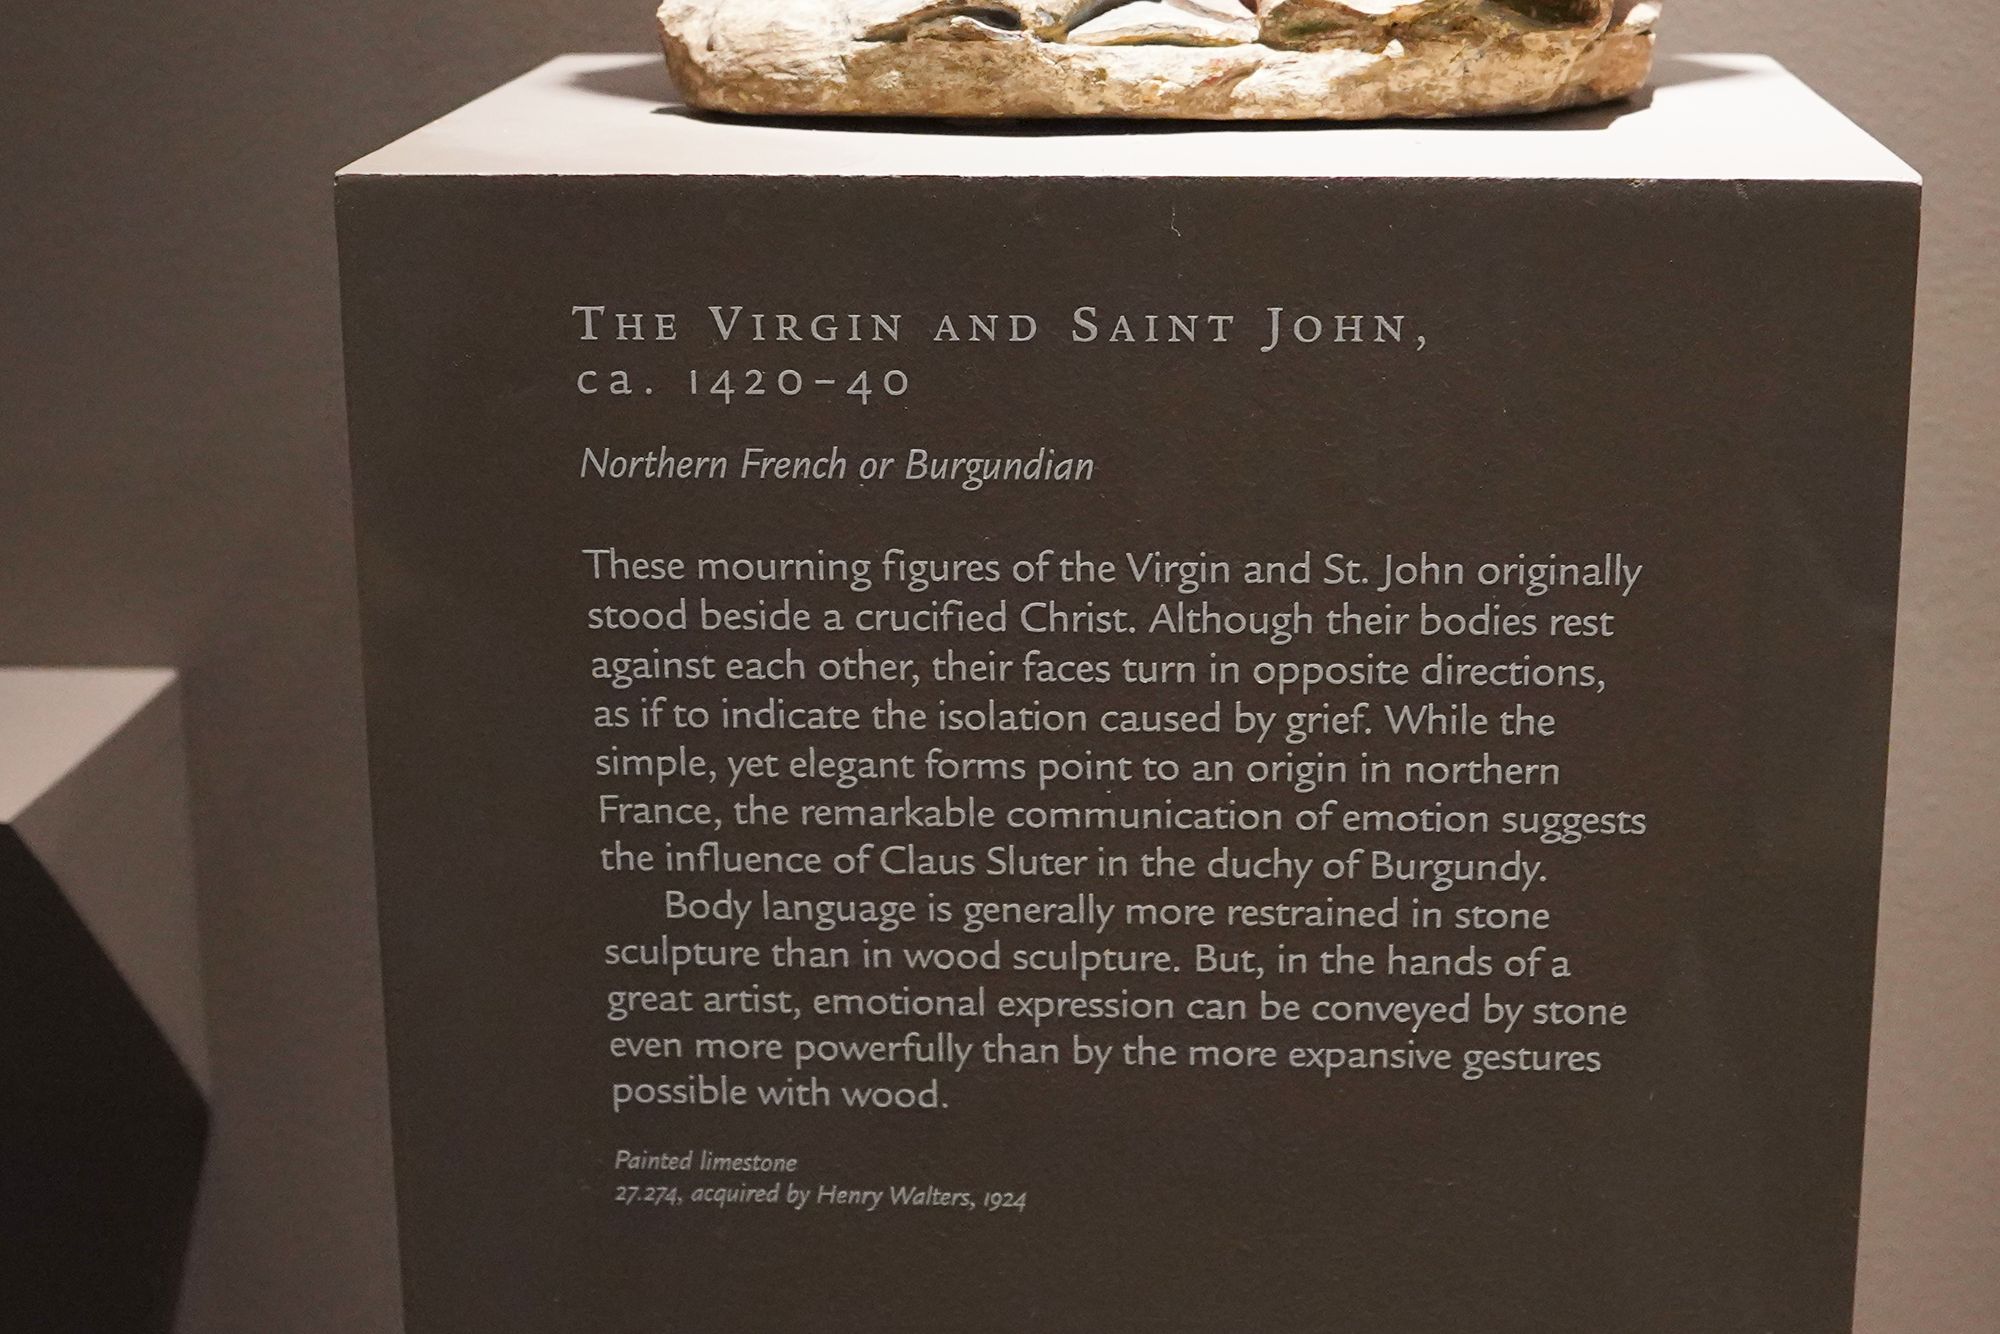 THE VIRGIN AND SAINT JOHN,
ca. 1420–40
Northern French or Burgundian
These mourning figures of the Virgin and St. John originally
stood beside a crucified Christ. Although their bodies rest
against each other, their faces turn in opposite directions,
as if to indicate the isolation caused by grief. While the
simple, yet elegant forms point to an origin in northern
France, the remarkable communication of emotion suggests
the influence of Claus Sluter in the duchy of Burgundy.
Body language is generally more restrained in stone
sculpture than in wood sculpture. But, in the hands of a
great artist, emotional expression can be conveyed by stone
even more powerfully than by the more expansive gestures
possible with wood.
Painted limestone
27.274, acquired by Henry Walters, 1924